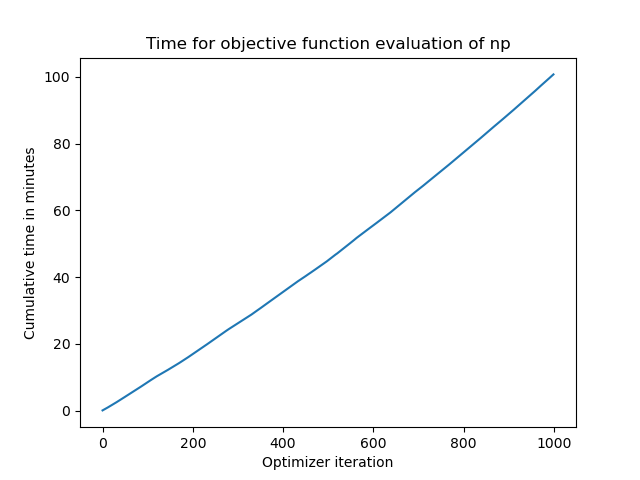 Time for objective function evaluation of np
100
80
60
40
20
0
Cumulative time in minutes
0 200 400 600 800 1000
Optimizer iteration